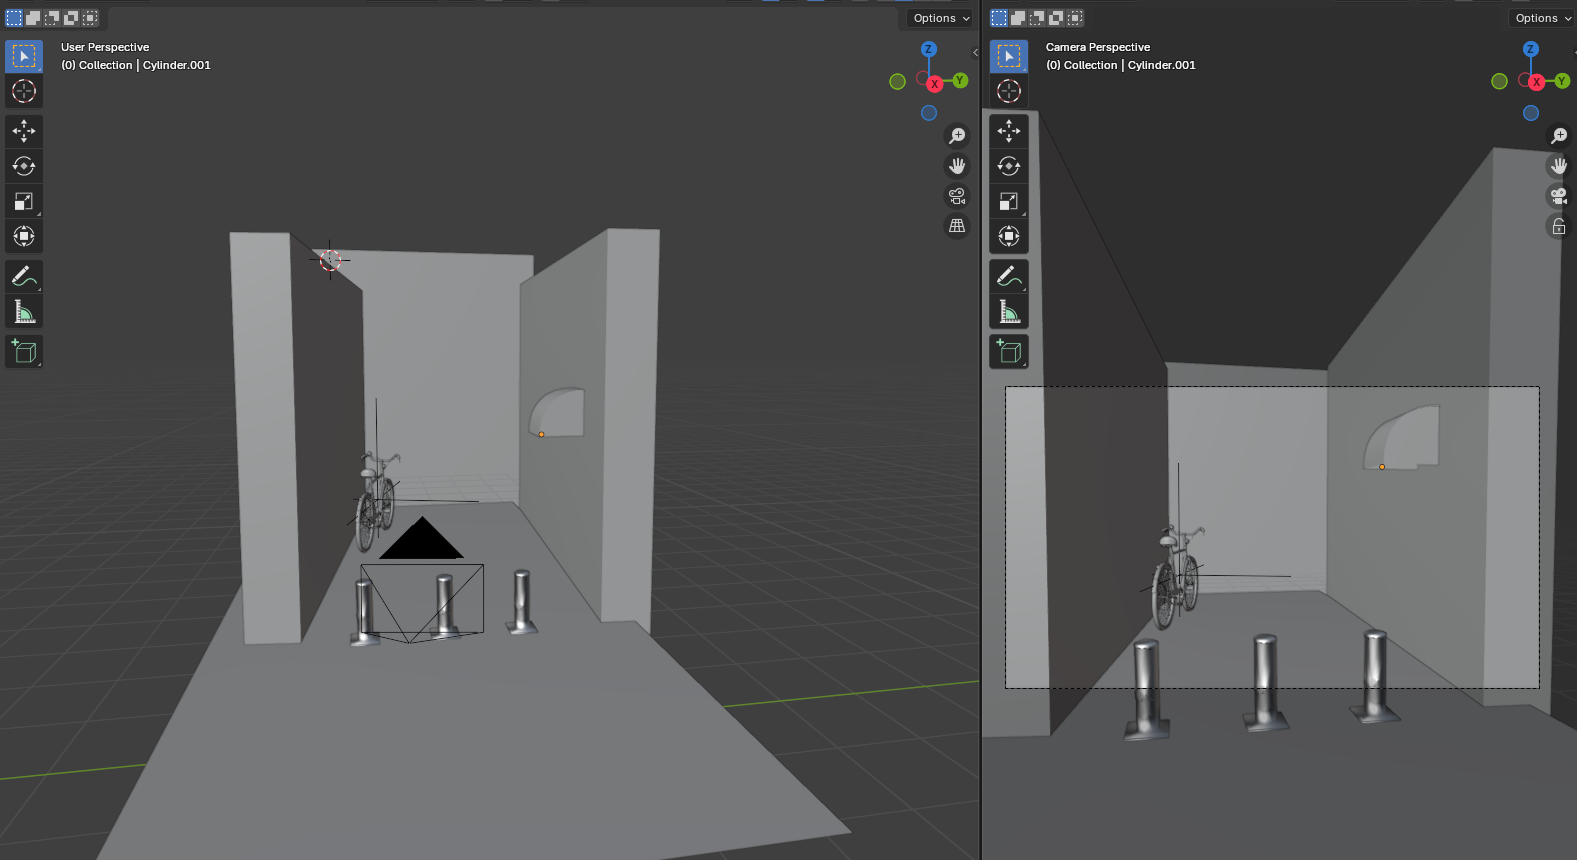 Options
User Perspective
(0) Collection | Cylinder.001
Z
X
Y
Options
Camera Perspective
(0) Collection | Cylinder.001
Z
X
Y